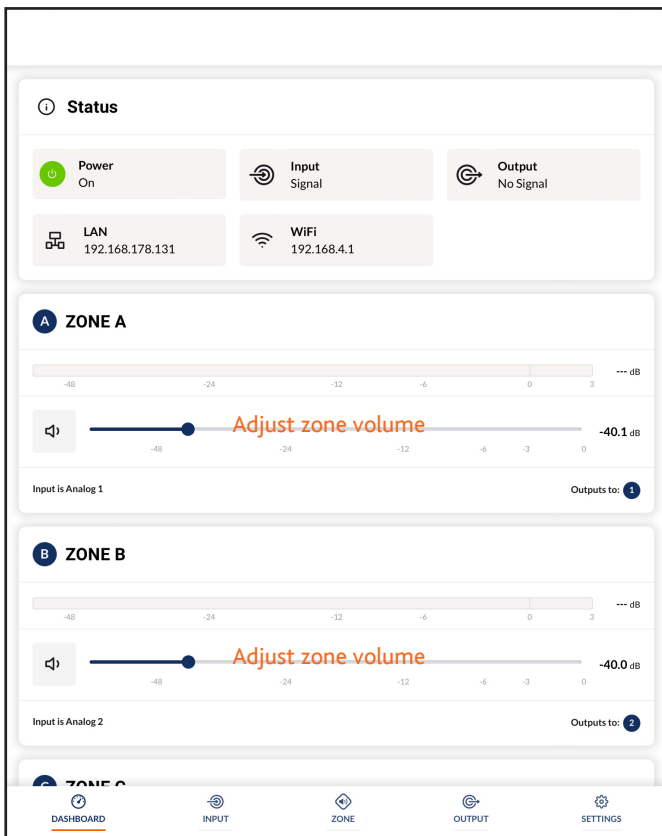 Status
Power
On
Input
Signal
Output
No Signal
LAN
192.168.178.131
WiFi
192.168.4.1
A ZONE A
--- dB
-48 -24 -12 -6 0 3
Adjust zone volume
-40.1 dB
-48 -24 -12 -6 -3 0
Input is Analog 1
Outputs to: 1
B ZONE B
--- dB
-48 -24 -12 -6 0 3
Adjust zone volume
-40.0 dB
-48 -24 -12 -6 -3 0
Input is Analog 2
Outputs to: 2
C ZONE C
DASHBOARD INPUT ZONE OUTPUT SETTINGS